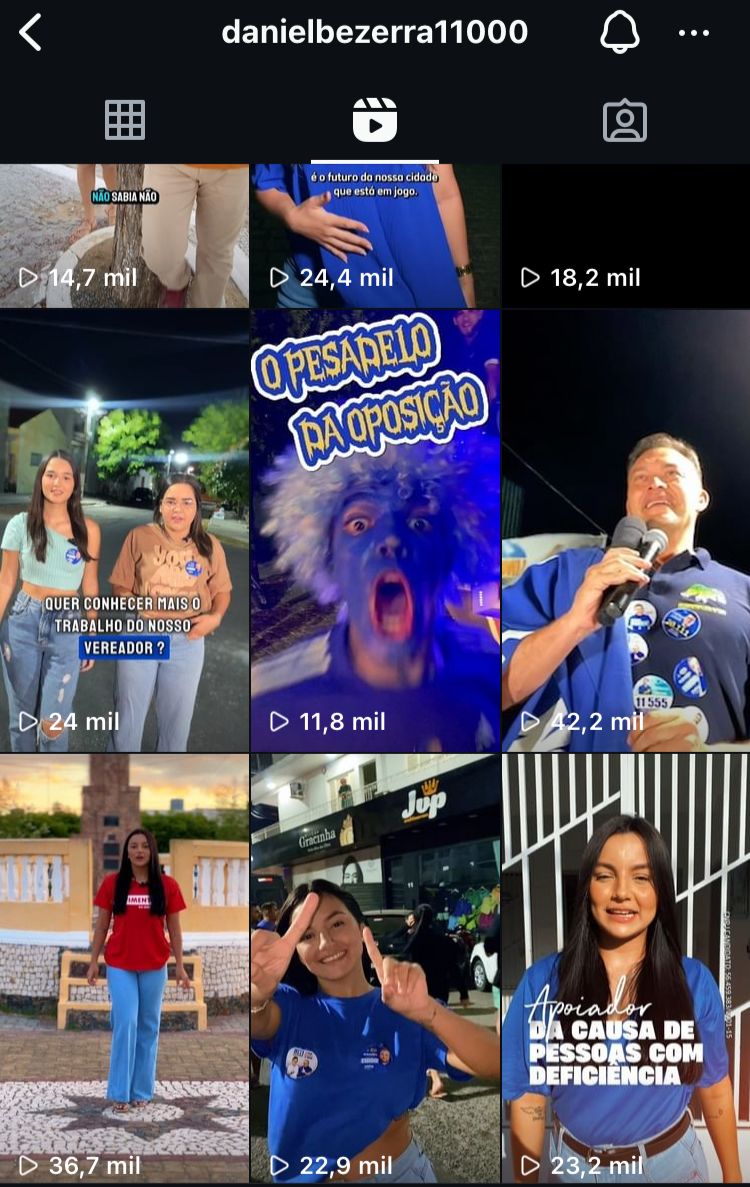 danielbezerra11000
NÃO SABIA NÃO
é o futuro da nossa cidade
que está em jogo.
14,7 mil
24,4 mil
18,2 mil
QUER CONHECER MAIS O
TRABALHO DO NOSSO
VEREADOR ?
24 mil
O PESADELO
DA OPOSIÇÃO
11,8 mil
11555
42,2 mil
IMENT
36,7 mil
Jup
Gracinha
22,9 mil
Apoiador
DA CAUSA DE
PESSOAS COM
DEFICIÊNCIA
23,2 mil